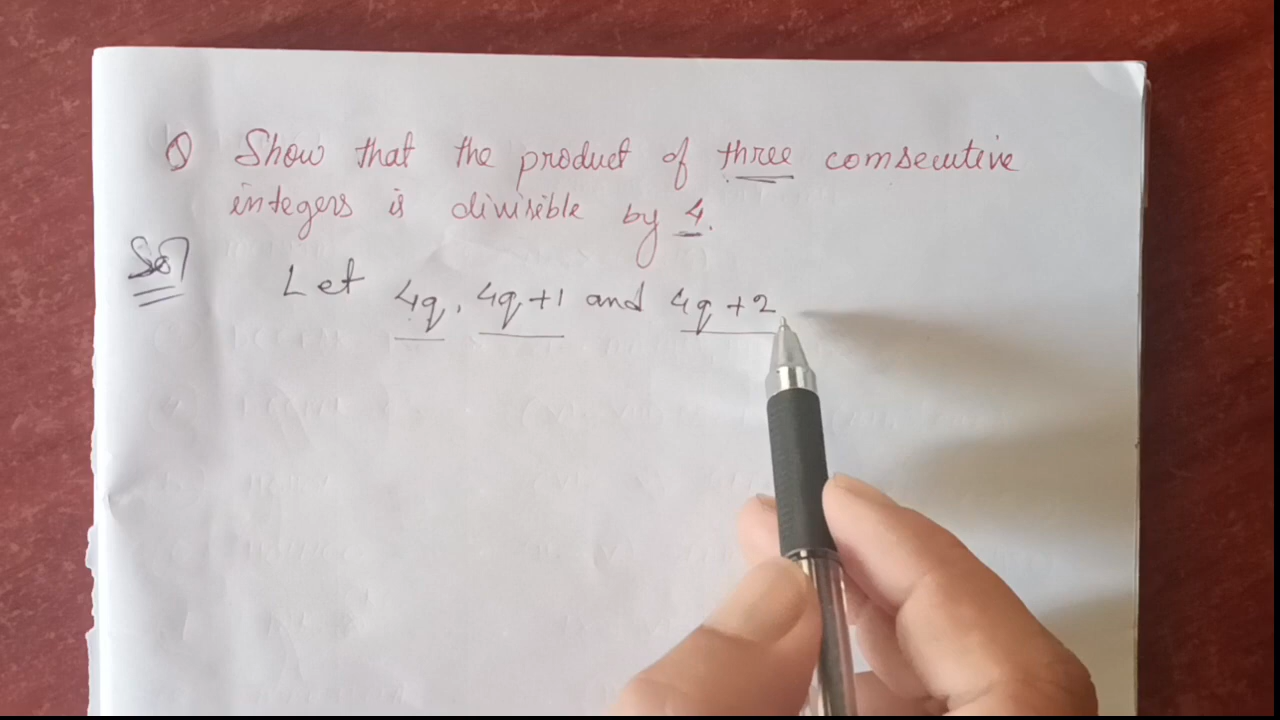 Q Show that the product of three comsecutive
integers is divisible by 4.
Sol Let 4q, 4q+1 and 4q+2